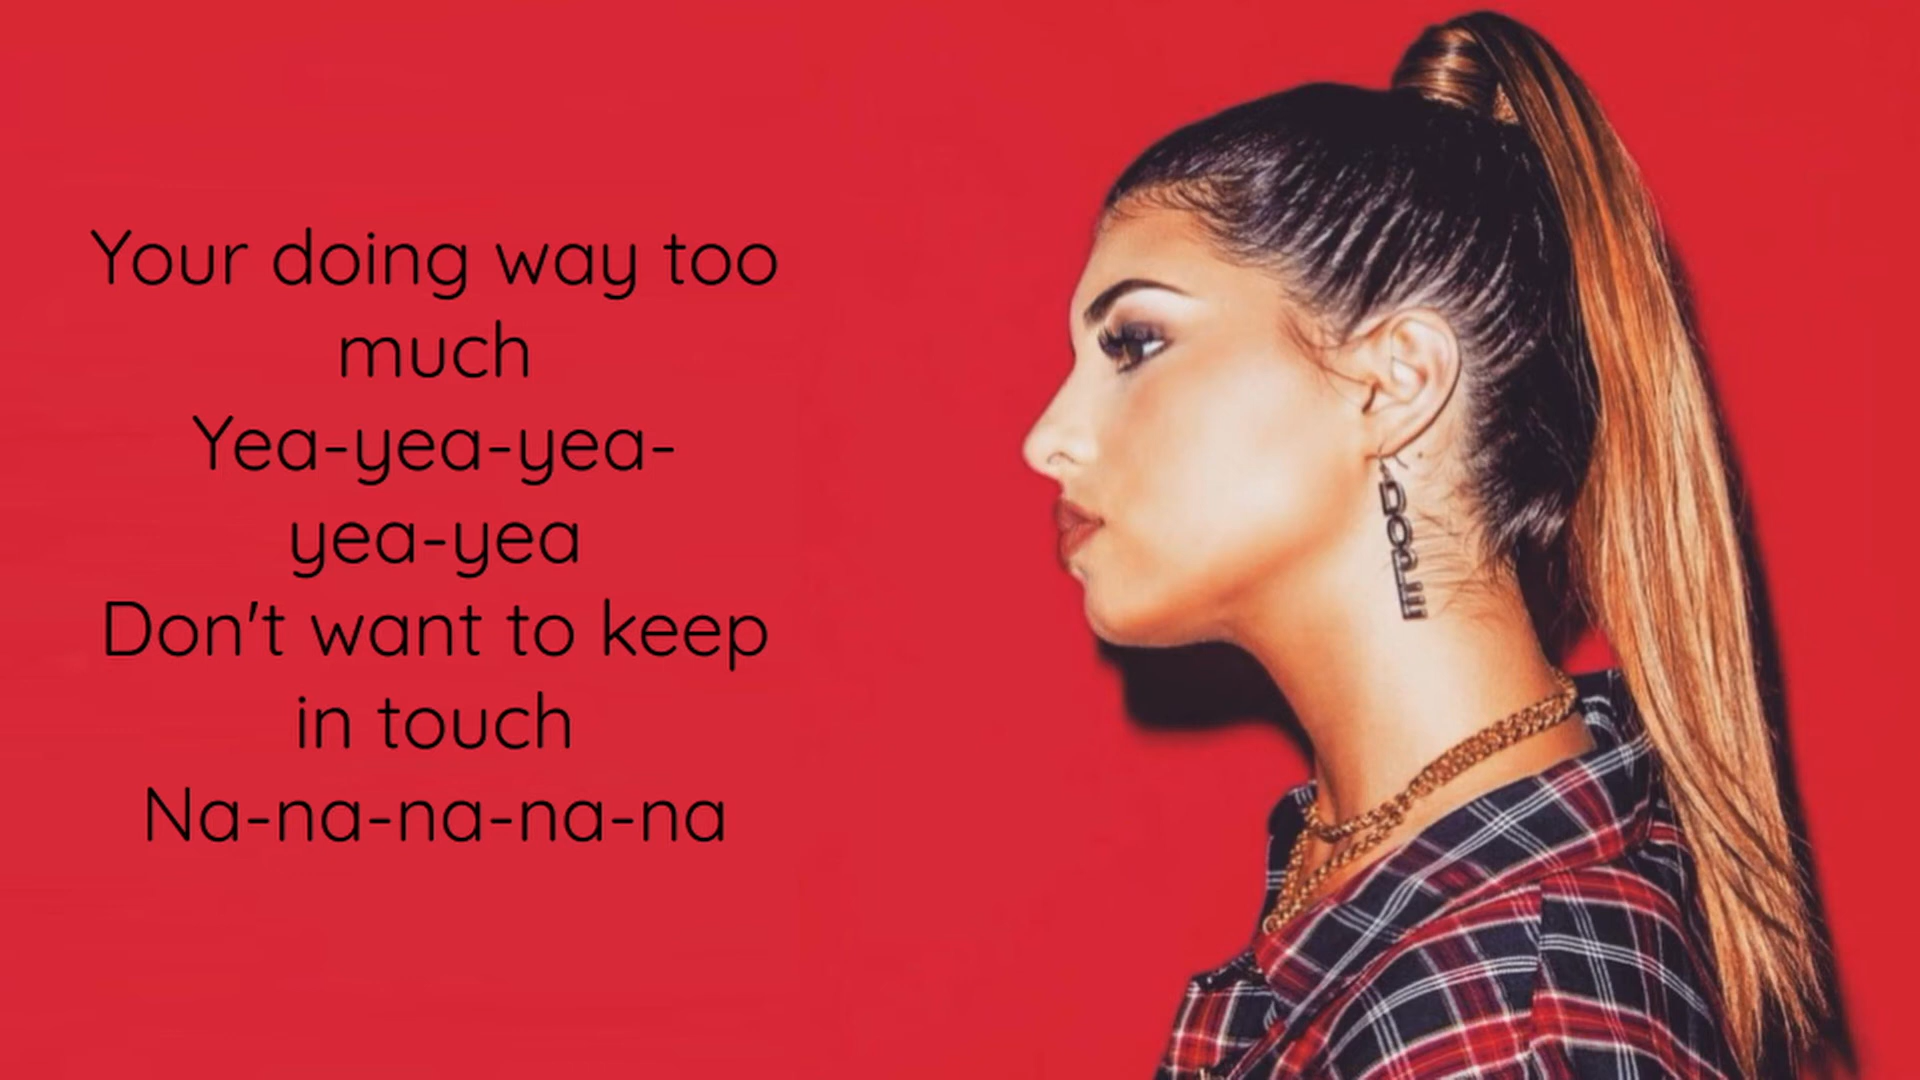 Your doing way too
much
Yea-yea-yea-
yea-yea
Don't want to keep
in touch
Na-na-na-na-na
DOPE